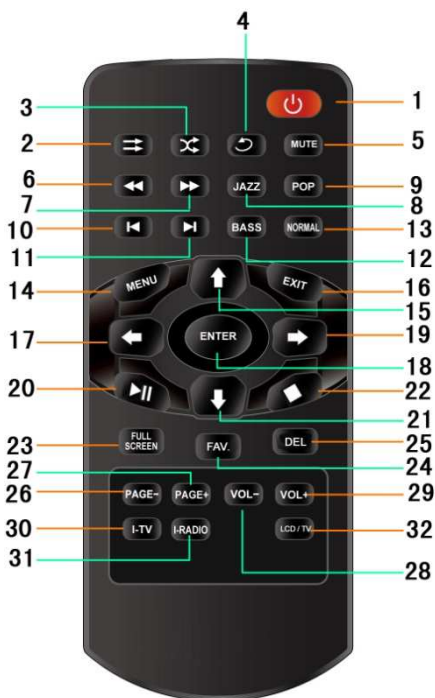 4
1
3
2
5
MUTE
6
9
JAZZ
POP
7
8
10
13
BASS
NORMAL
11
12
14
MENU
EXIT
16
15
17
ENTER
19
18
20
22
21
23
FULL
SCREEN
FAV.
DEL
25
24
27
26
PAGE-
PAGE+
VOL-
VOL+
29
30
I-TV
I-RADIO
LCD / TV
32
31
28